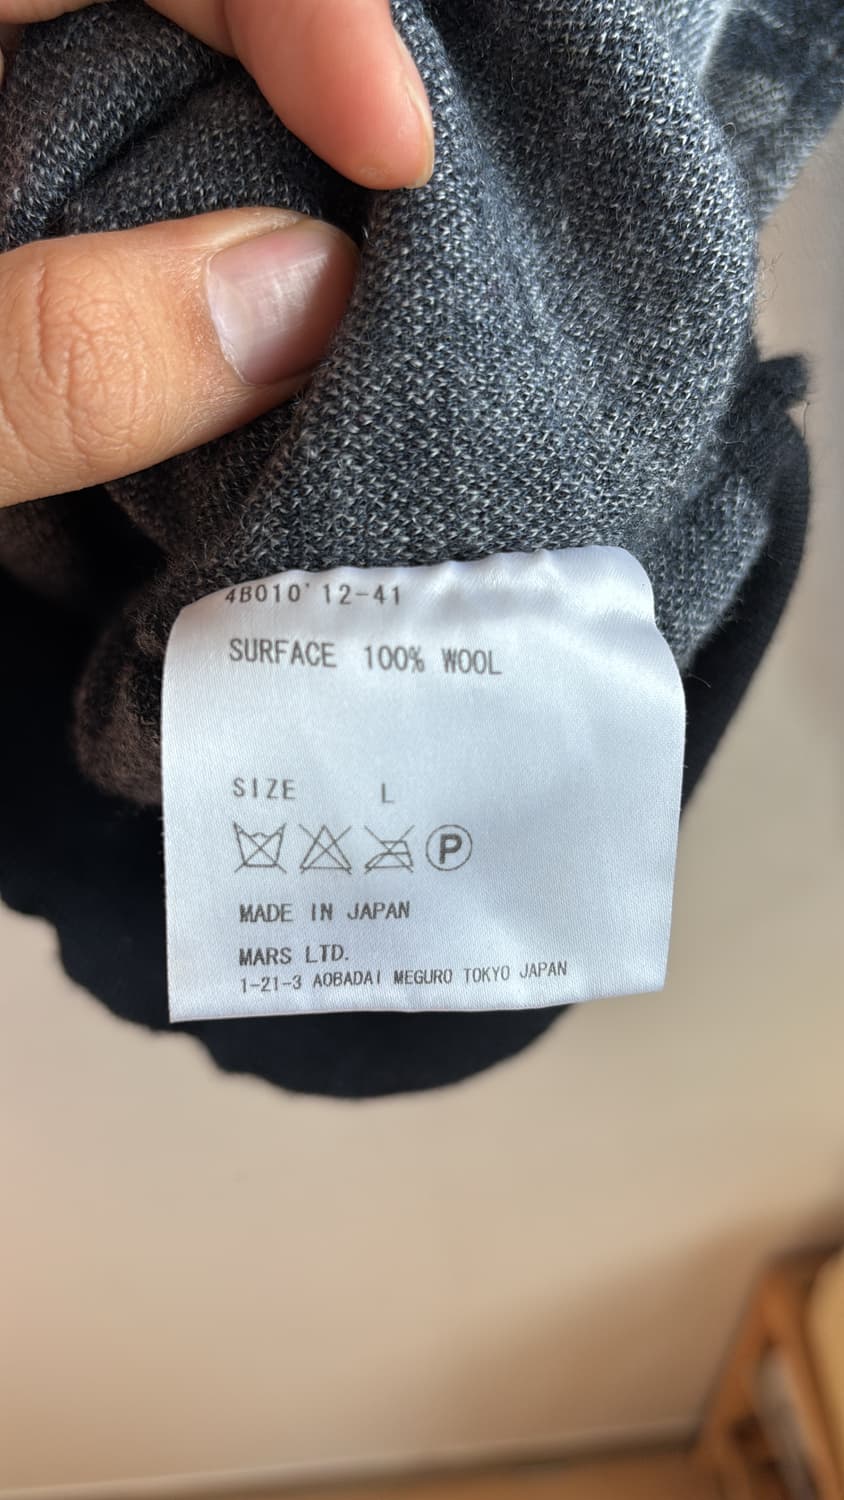 4B010' 12-41
SURFACE 100% WOOL
SIZE L
P
MADE IN JAPAN
MARS LTD.
1-21-3 AOBADAI MEGURO TOKYO JAPAN